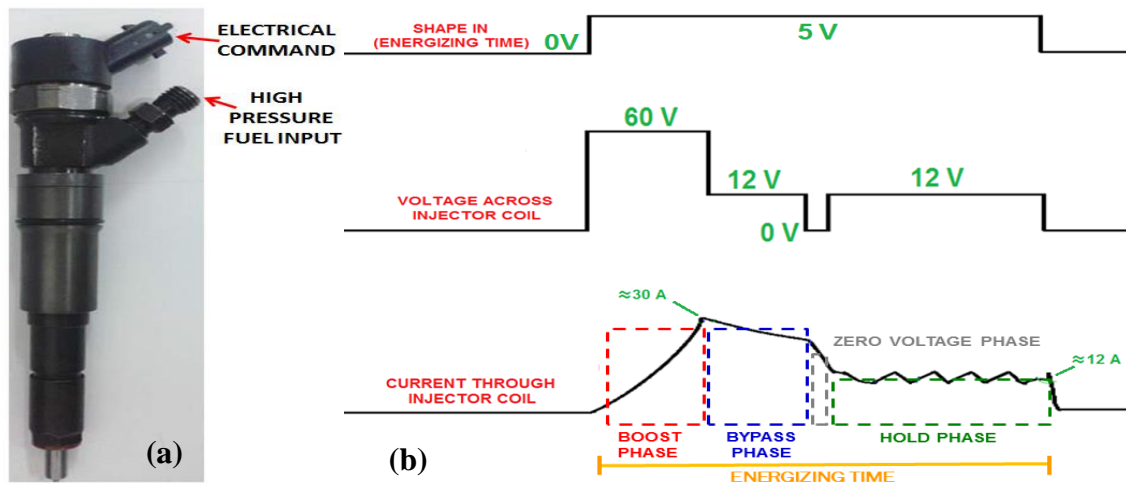 ELECTRICAL
COMMAND
HIGH
PRESSURE
FUEL INPUT
(a)
SHAPE IN
(ENERGIZING TIME)
0V
5 V
60 V
12 V
12 V
VOLTAGE ACROSS
INJECTOR COIL
0 V
≈30 A
ZERO VOLTAGE PHASE
≈12 A
CURRENT THROUGH
INJECTOR COIL
BOOST
PHASE
BYPASS
PHASE
HOLD PHASE
(b)
ENERGIZING TIME